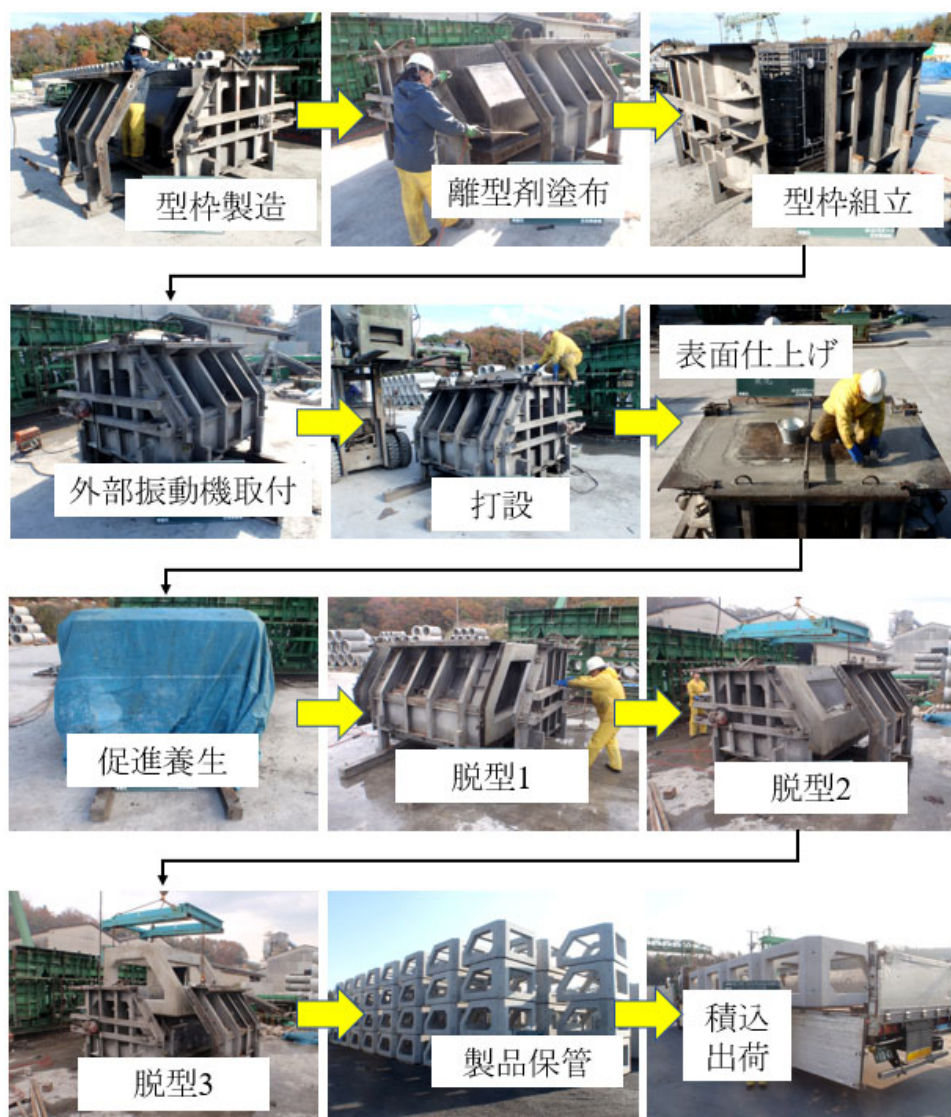 型枠製造
離型剤塗布
型枠組立
外部振動機取付
打設
表面仕上げ
促進養生
脱型1
脱型2
脱型3
製品保管
積込
出荷